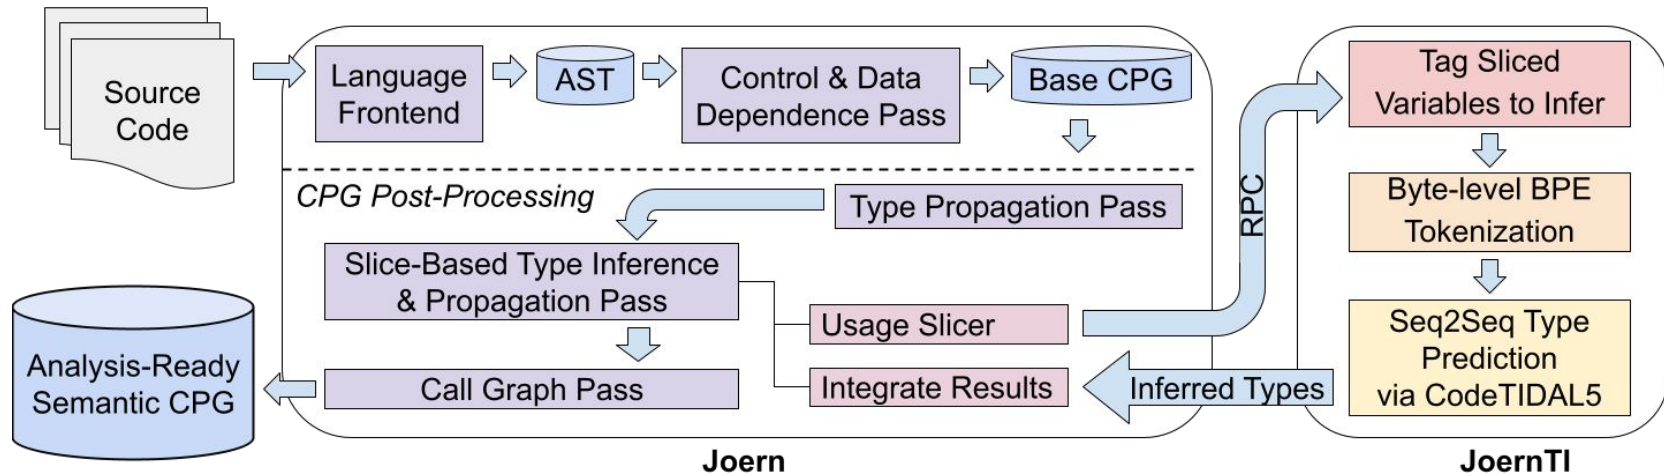 Source
Code
Language
Frontend
AST
Control & Data
Dependence Pass
Base CPG
CPG Post-Processing
Type Propagation Pass
Slice-Based Type Inference
& Propagation Pass
Usage Slicer
Integrate Results
Call Graph Pass
Analysis-Ready
Semantic CPG
Joern
RPC
Inferred Types
Tag Sliced
Variables to Infer
Byte-level BPE
Tokenization
Seq2Seq Type
Prediction
via CodeTIDAL5
JoernTI